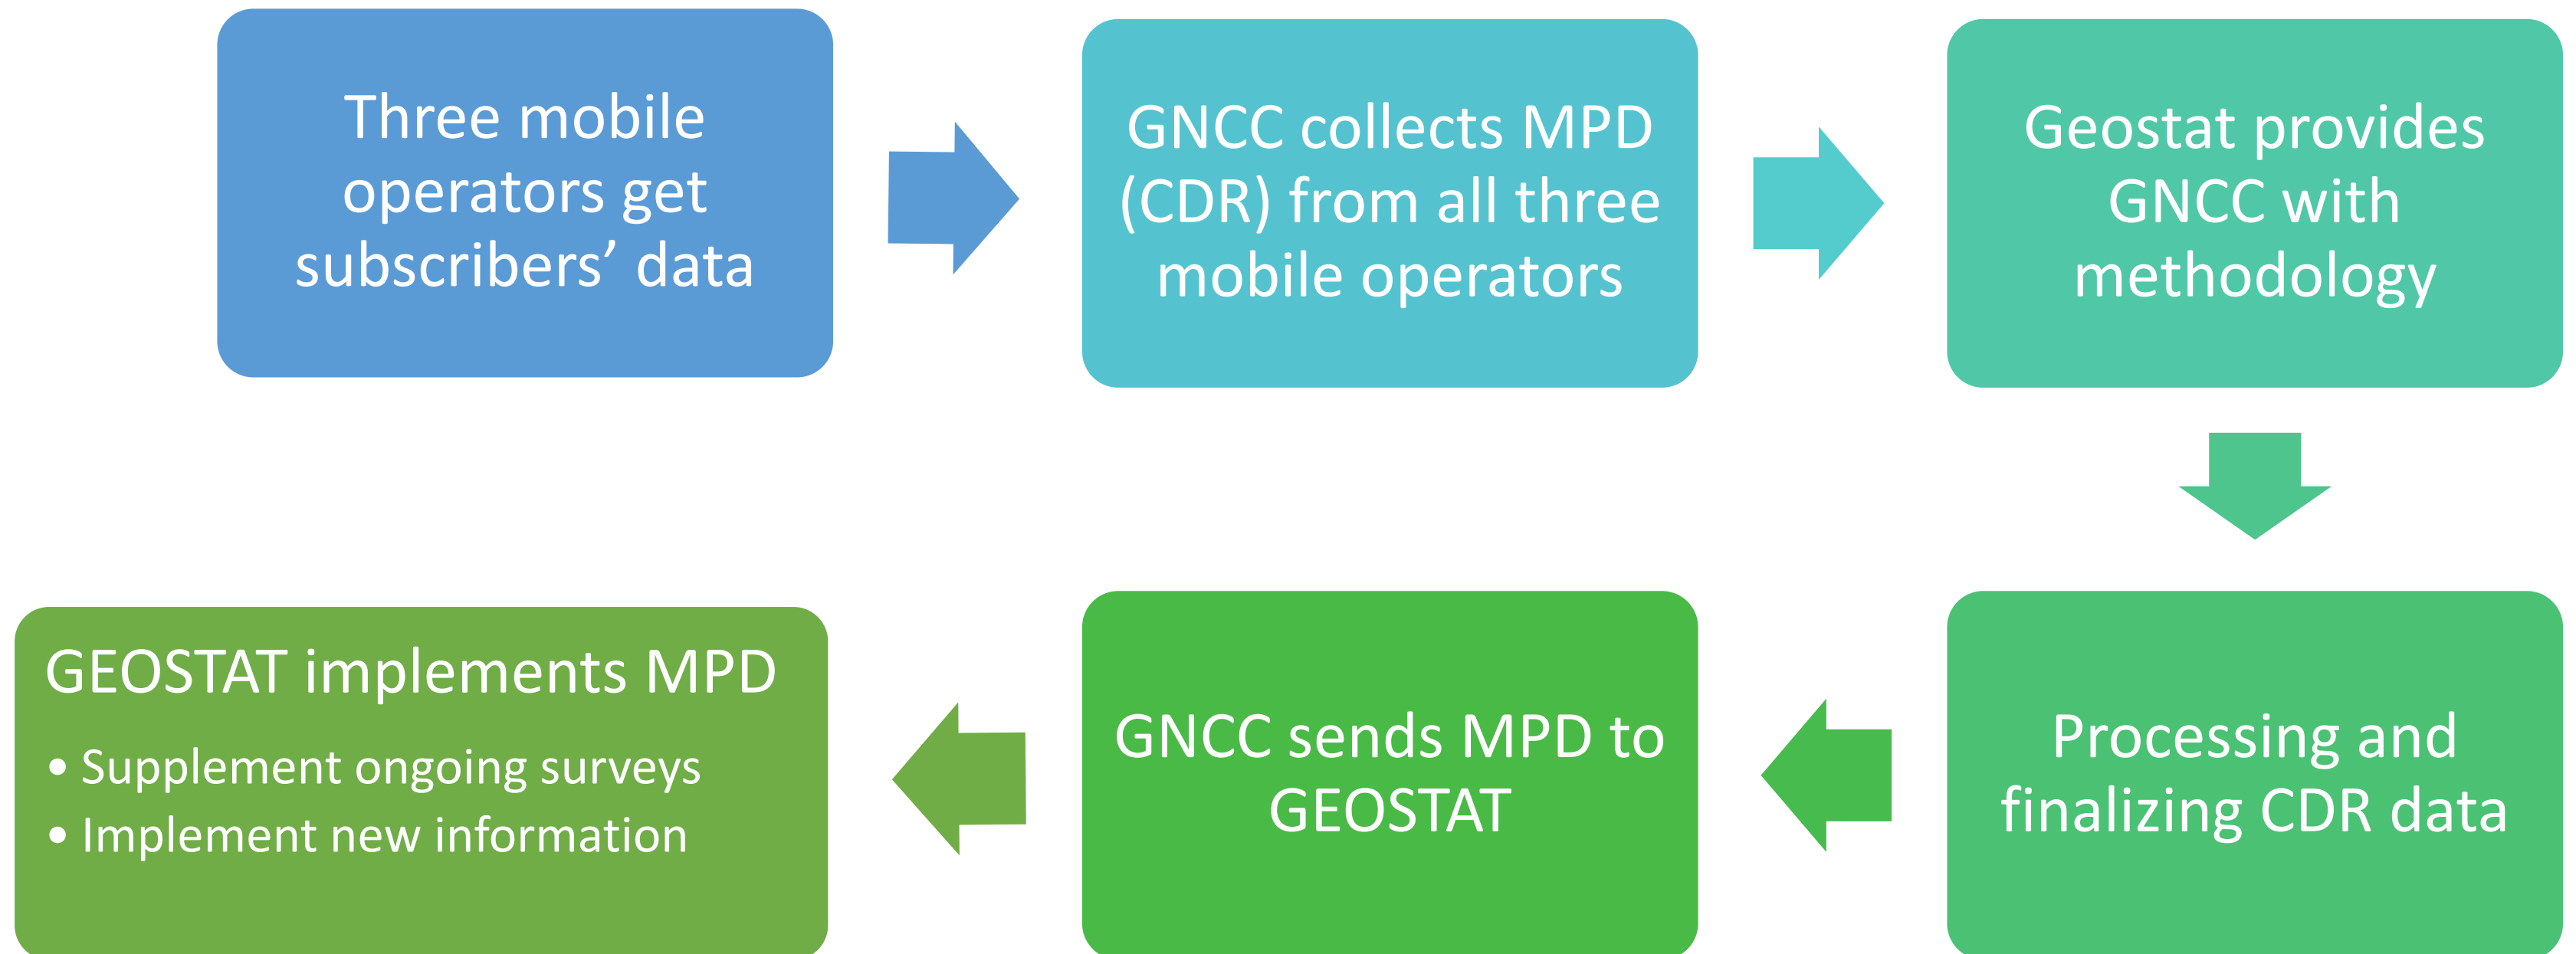 Three mobile
operators get
subscribers’ data
GNCC collects MPD
(CDR) from all three
mobile operators
Geostat provides
GNCC with
methodology
Processing and
finalizing CDR data
GNCC sends MPD to
GEOSTAT
GEOSTAT implements MPD
• Supplement ongoing surveys
• Implement new information